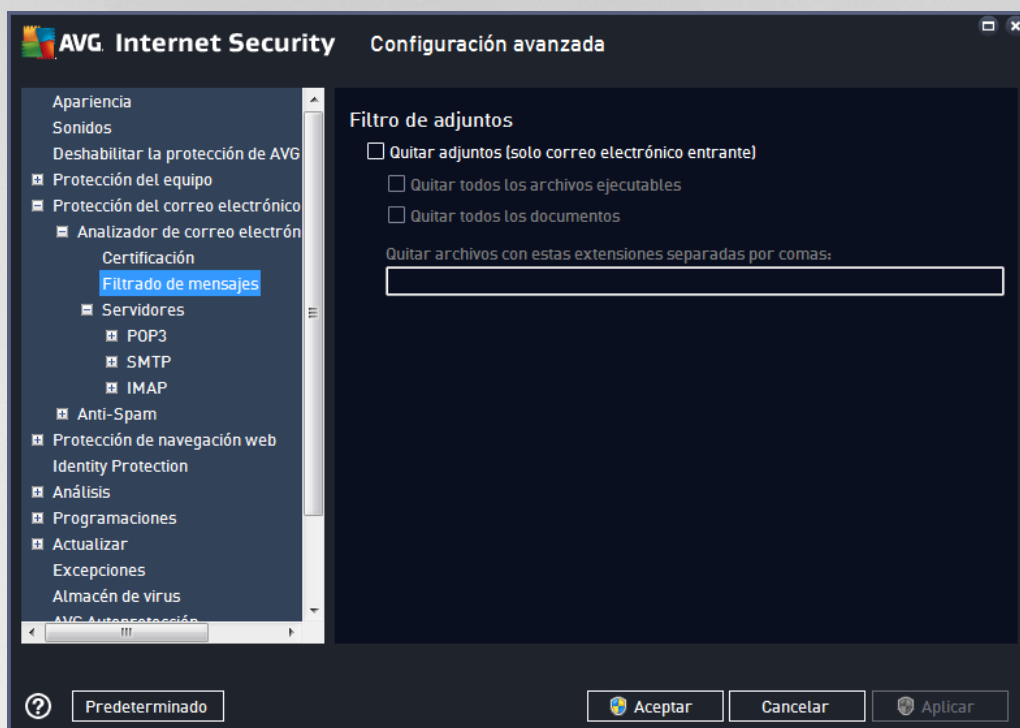 AVG. Internet Security Configuración avanzada
Apariencia
Sonidos
Deshabilitar la protección de AVG
Protección del equipo
Protección del correo electrónico
Analizador de correo electrón
Certificación
Filtrado de mensajes
Servidores
POP3
SMTP
IMAP
Anti-Spam
Protección de navegación web
Identity Protection
Análisis
Programaciones
Actualizar
Excepciones
Almacén de virus
AVG Autoprotección
Filtro de adjuntos
Quitar adjuntos (solo correo electrónico entrante)
Quitar todos los archivos ejecutables
Quitar todos los documentos
Quitar archivos con estas extensiones separadas por comas:
? Predeterminado Aceptar Cancelar Aplicar